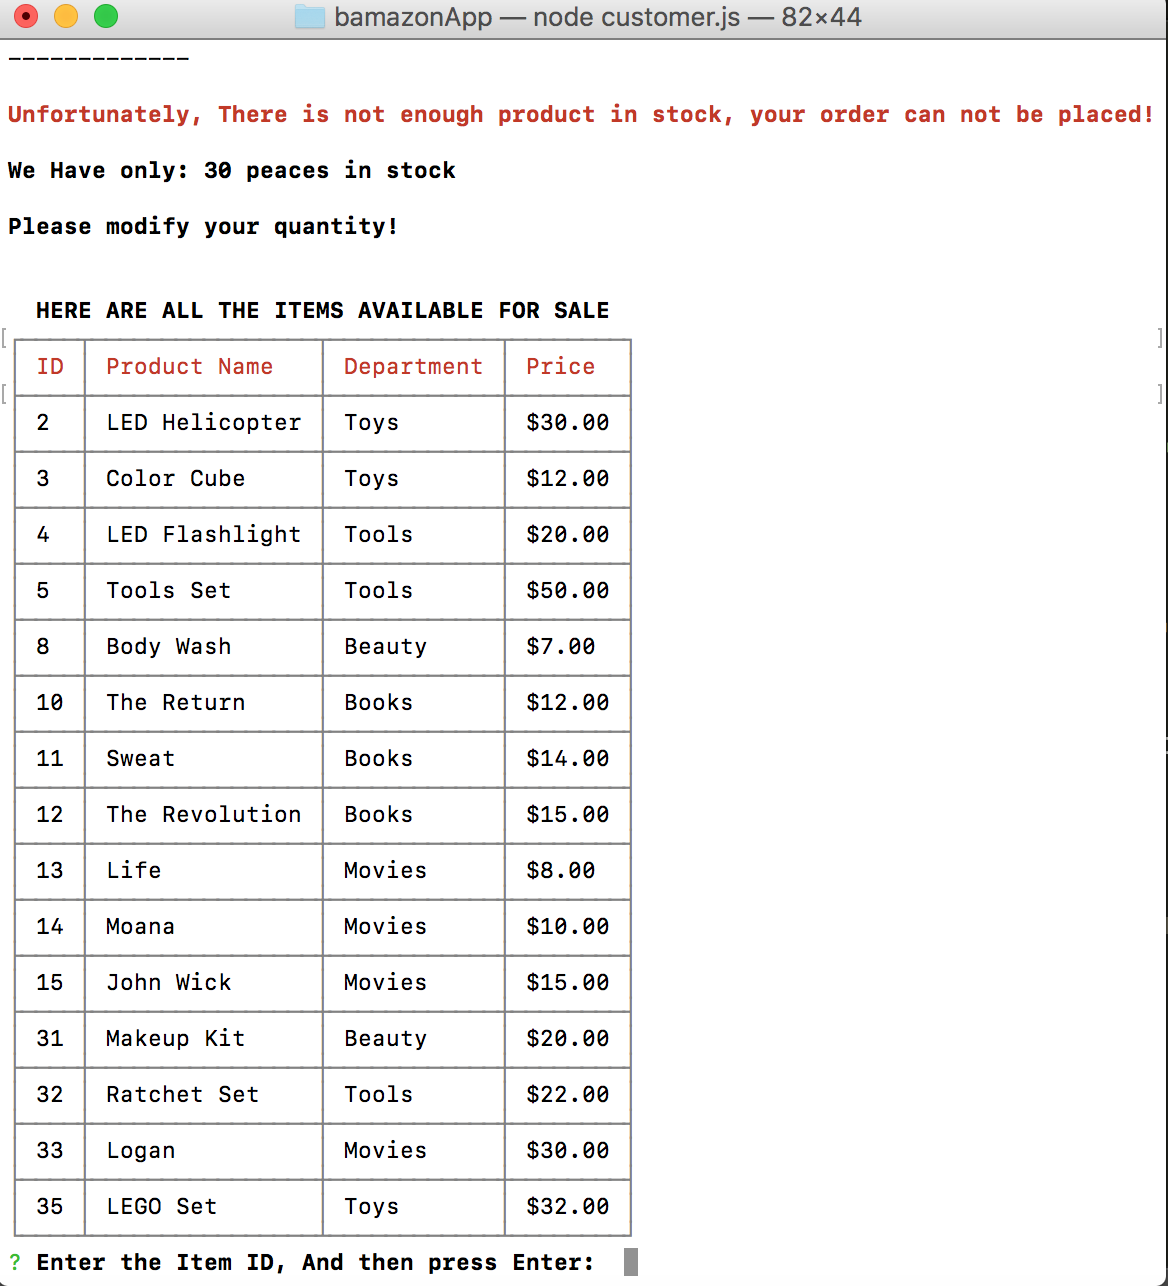 bamazonApp — node customer.js — 82×44
-------------
Unfortunately, There is not enough product in stock, your order can not be placed!
We Have only: 30 peaces in stock
Please modify your quantity!
HERE ARE ALL THE ITEMS AVAILABLE FOR SALE
ID Product Name Department Price
2 LED Helicopter Toys $30.00
3 Color Cube Toys $12.00
4 LED Flashlight Tools $20.00
5 Tools Set Tools $50.00
8 Body Wash Beauty $7.00
10 The Return Books $12.00
11 Sweat Books $14.00
12 The Revolution Books $15.00
13 Life Movies $8.00
14 Moana Movies $10.00
15 John Wick Movies $15.00
31 Makeup Kit Beauty $20.00
32 Ratchet Set Tools $22.00
33 Logan Movies $30.00
35 LEGO Set Toys $32.00
? Enter the Item ID, And then press Enter: